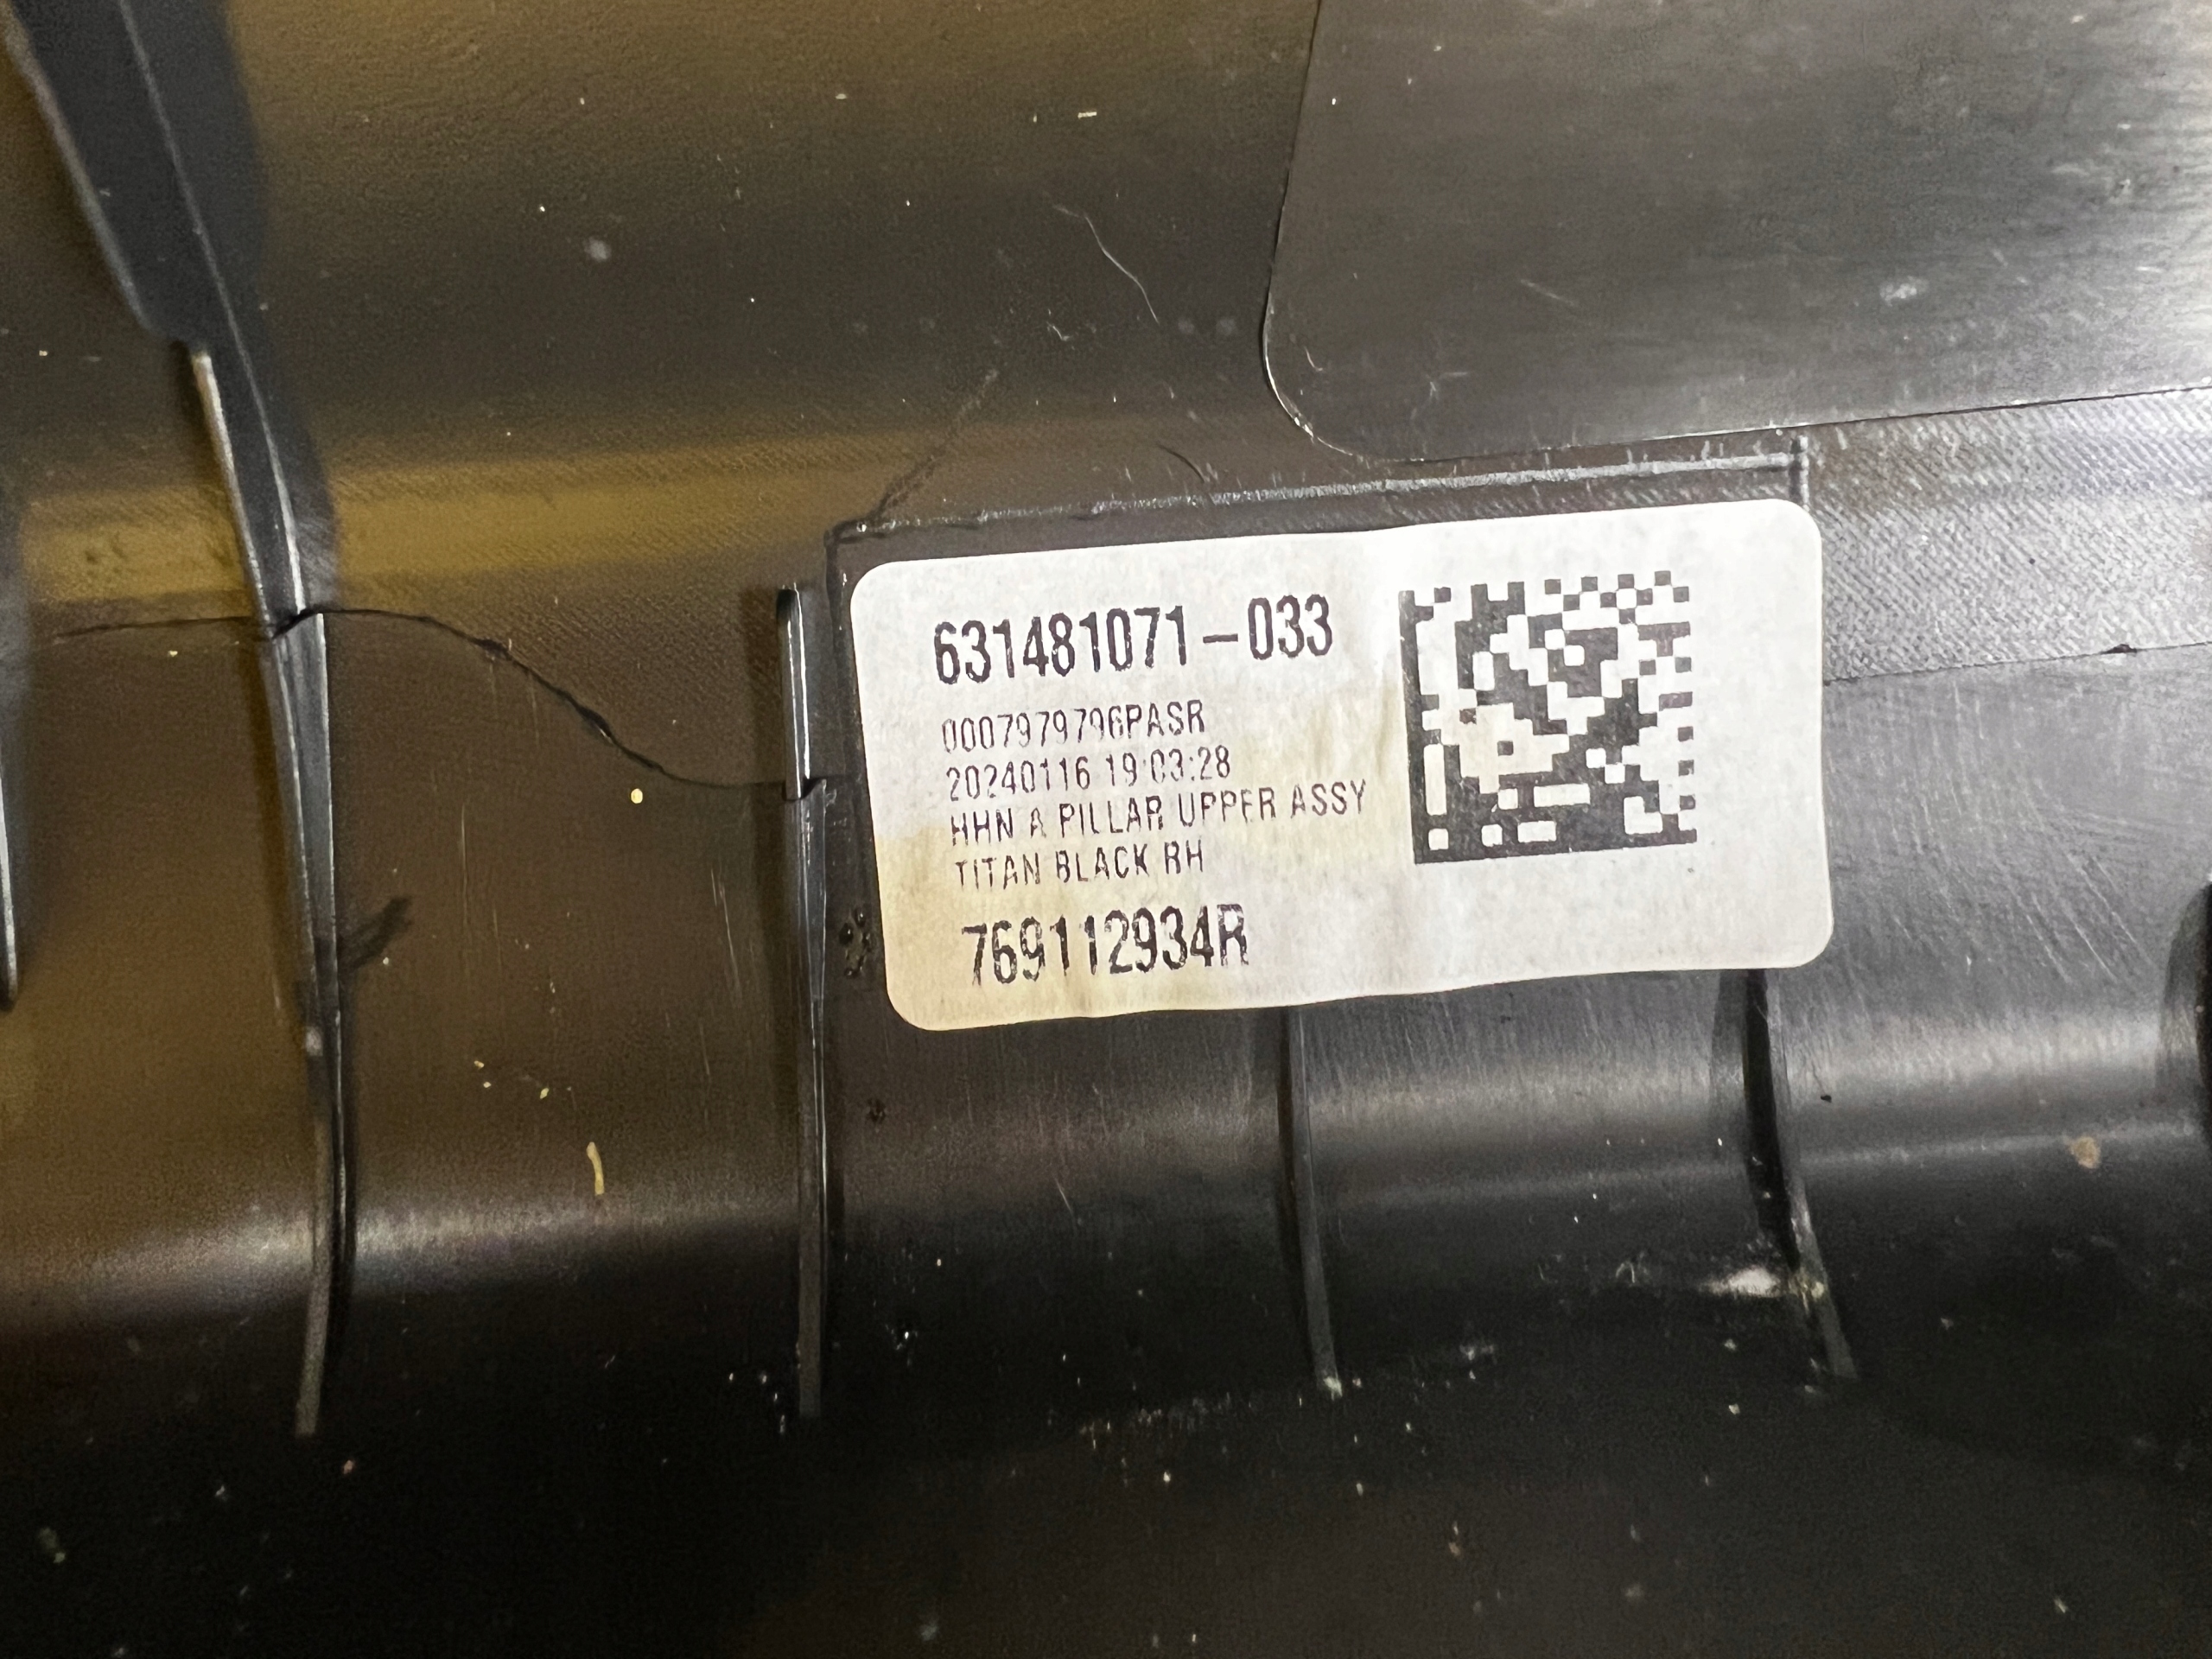 631481071-033
0007979796PASR
20240116 19:03:28
HHN A PILLAR UPPER ASSY
TITAN BLACK RH
769112934R